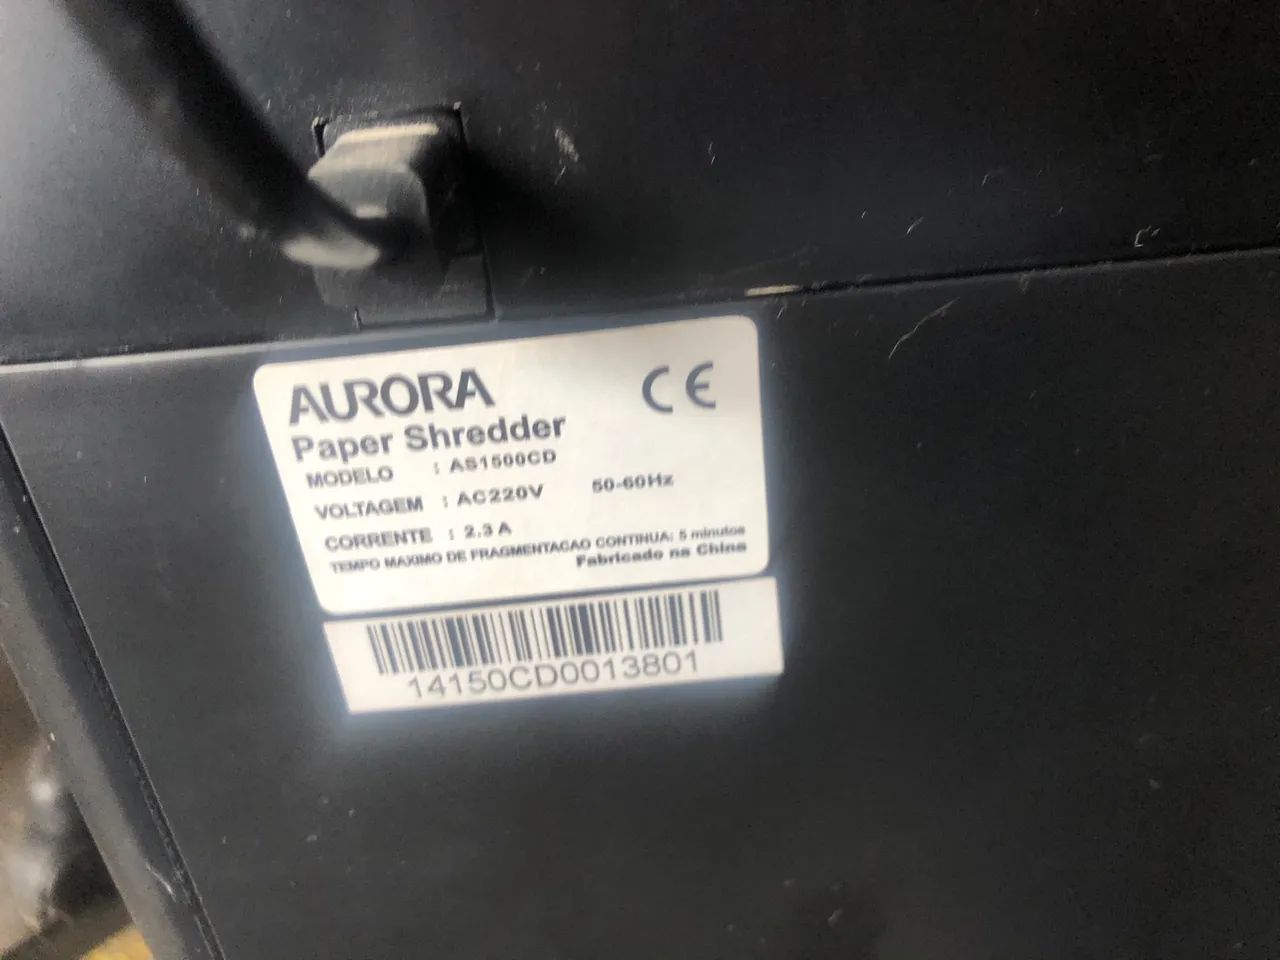 AURORA
CE
Paper Shredder
MODELO : AS1500CD
VOLTAGEM : AC220V 50-60Hz
CORRENTE : 2.3 A
TEMPO MAXIMO DE FRAGMENTACAO CONTINUA: 5 minutos
Fabricado na China
14150CD0013801